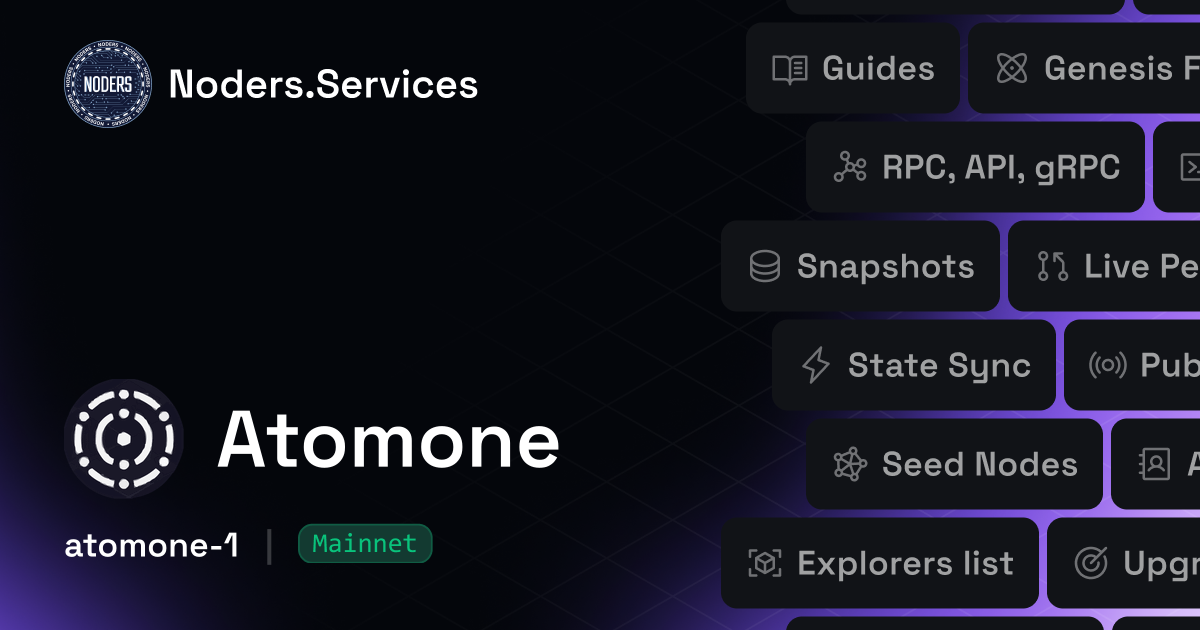 NODERS
Noders.Services
Guides
Genesis F
RPC, API, gRPC
Snapshots
Live Pe
State Sync
Pub
Seed Nodes
A
Explorers list
Upgr
Atomone
atomone-1 | Mainnet